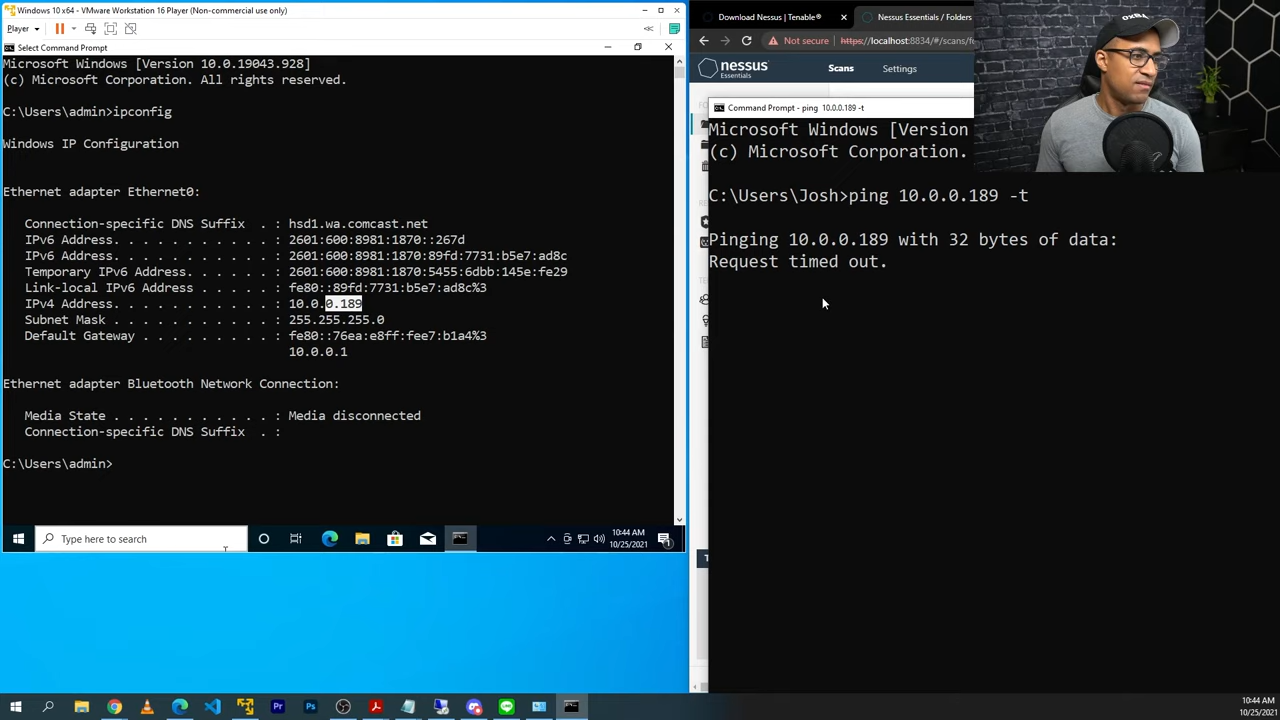 Windows 10 x64 - VMware Workstation 16 Player (Non-commercial use only)
Player
Select Command Prompt
Microsoft Windows [Version 10.0.19043.928]
(c) Microsoft Corporation. All rights reserved.
C:\Users\admin>ipconfig
Windows IP Configuration
Ethernet adapter Ethernet0:
Connection-specific DNS Suffix . : hsd1.wa.comcast.net
IPv6 Address. . . . . . . . . . . : 2601:600:8981:1870::267d
IPv6 Address. . . . . . . . . . . : 2601:600:8981:1870:89fd:7731:b5e7:ad8c
Temporary IPv6 Address. . . . . . : 2601:600:8981:1870:5455:6dbb:145e:fe29
Link-local IPv6 Address . . . . . : fe80::89fd:7731:b5e7:ad8c%3
IPv4 Address. . . . . . . . . . . : 10.0.0.189
Subnet Mask . . . . . . . . . . . : 255.255.255.0
Default Gateway . . . . . . . . . : fe80::76ea:e8ff:fee7:b1a4%3
10.0.0.1
Ethernet adapter Bluetooth Network Connection:
Media State . . . . . . . . . . . : Media disconnected
Connection-specific DNS Suffix . :
C:\Users\admin>
Type here to search
10:44 AM
10/25/2021
Download Nessus | Tenable®
Nessus Essentials / Folders
Not secure
https://localhost:8834/#/scans/fo
nessus
Essentials
Scans
Settings
Command Prompt - ping 10.0.0.189 -t
Microsoft Windows [Version
(c) Microsoft Corporation.
C:\Users\Josh>ping 10.0.0.189 -t
Pinging 10.0.0.189 with 32 bytes of data:
Request timed out.
10:44 AM
10/25/2021